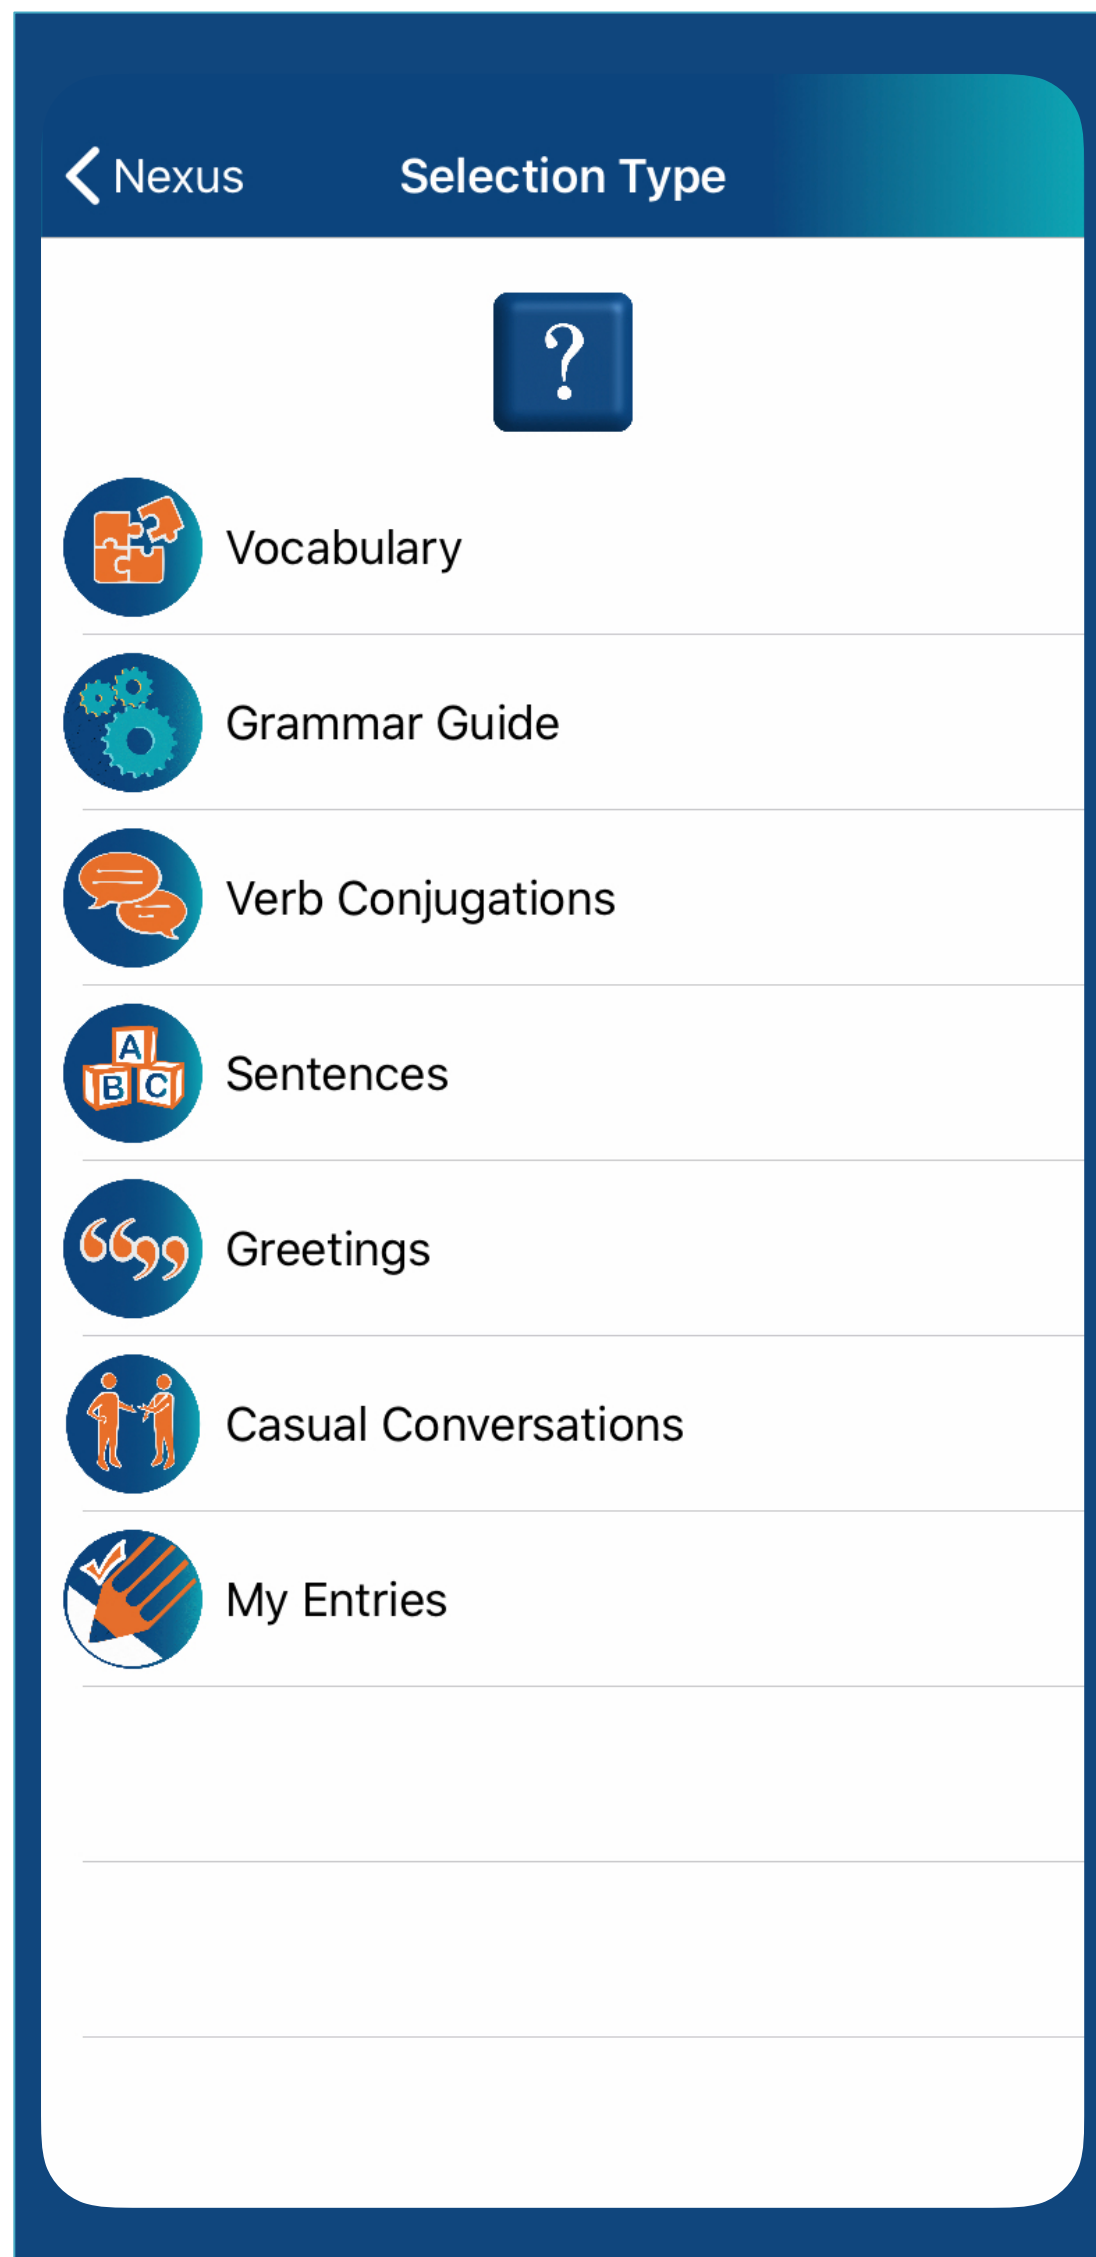 Nexus
Selection Type
?
Vocabulary
Grammar Guide
Verb Conjugations
A
B C
Sentences
Greetings
Casual Conversations
My Entries